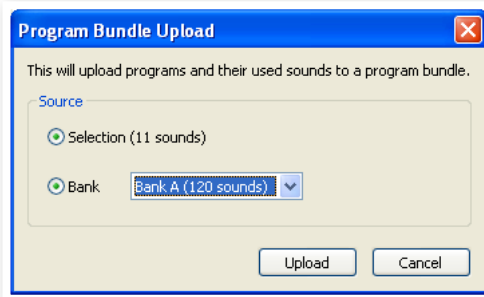 Program Bundle Upload
This will upload programs and their used sounds to a program bundle.
Source
Selection (11 sounds)
Bank Bank A (120 sounds)
Upload Cancel